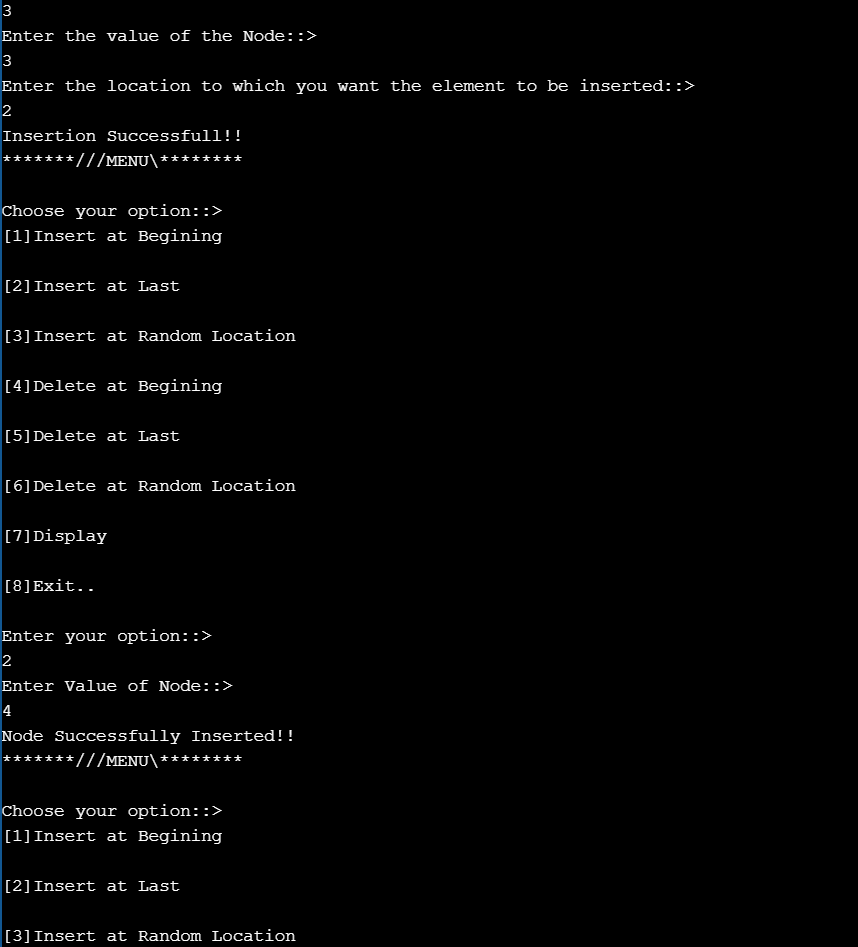 3
Enter the value of the Node::>
3
Enter the location to which you want the element to be inserted::>
2
Insertion Successfull!!
*******///MENU\********
Choose your option::>
[1]Insert at Begining
[2]Insert at Last
[3]Insert at Random Location
[4]Delete at Begining
[5]Delete at Last
[6]Delete at Random Location
[7]Display
[8]Exit..
Enter your option::>
2
Enter Value of Node::>
4
Node Successfully Inserted!!
*******///MENU\********
Choose your option::>
[1]Insert at Begining
[2]Insert at Last
[3]Insert at Random Location